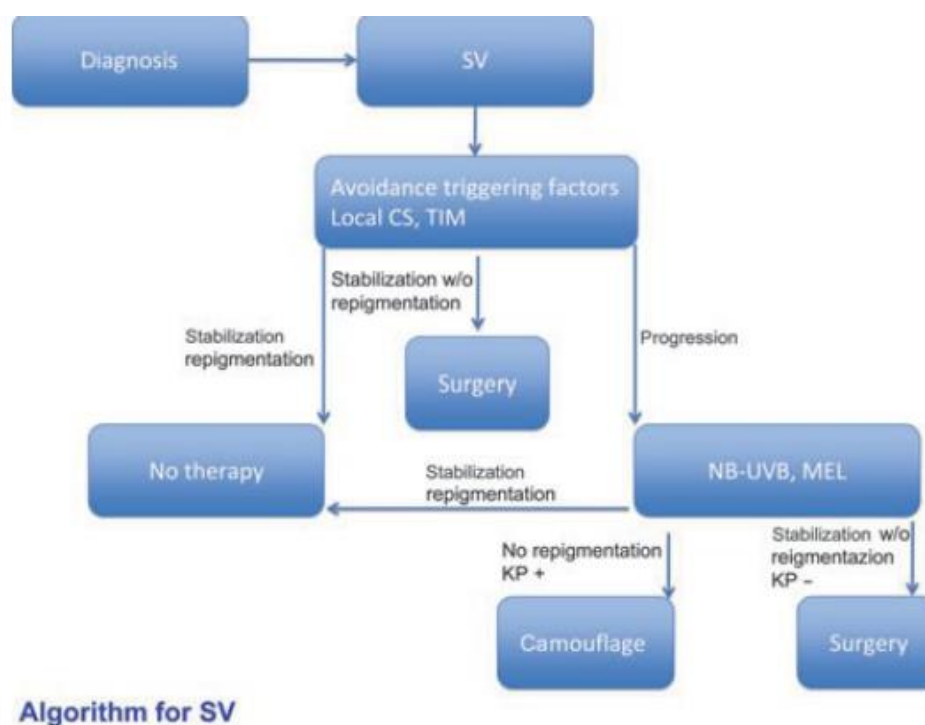 Diagnosis
SV
Avoidance triggering factors
Local CS, TIM
Stabilization w/o
repigmentation
Stabilization
repigmentation
Progression
Surgery
No therapy
Stabilization
repigmentation
NB-UVB, MEL
No repigmentation
KP +
Stabilization w/o
reigmentazion
KP –
Camouflage
Surgery
Algorithm for SV